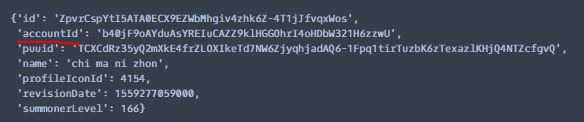 {'id': 'ZpvrCspYtI5ATA0ECX9EZWbMhgiv4zhk6Z-4T1jJfvqxWos',
'accountId': 'b40jF9oAYduAsYREIuCAZZ9klHGGOhrI4oHDbW321H6zzwU',
'puuid': 'TCXCdRz35yQ2mXkE4frZLOXIkeTd7NW6ZjyqhjadAQ6-1Fpq1tirTuzbK6zTexazlKHjQ4NTZcfgvQ',
'name': 'chi ma ni zhon',
'profileIconId': 4154,
'revisionDate': 1559277059000,
'summonerLevel': 166}